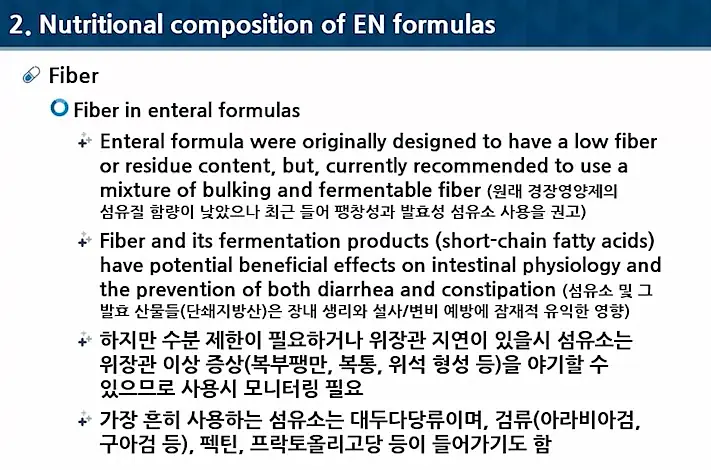 2. Nutritional composition of EN formulas
Fiber
Fiber in enteral formulas
Enteral formula were originally designed to have a low fiber
or residue content, but, currently recommended to use a
mixture of bulking and fermentable fiber (원래 경장영양제의
섬유질 함량이 낮았으나 최근 들어 팽창성과 발효성 섬유소 사용을 권고)
Fiber and its fermentation products (short-chain fatty acids)
have potential beneficial effects on intestinal physiology and
the prevention of both diarrhea and constipation (섬유소 및 그
발효 산물들(단쇄지방산)은 장내 생리와 설사/변비 예방에 잠재적 유익한 영향)
하지만 수분 제한이 필요하거나 위장관 지연이 있을시 섬유소는
위장관 이상 증상(복부팽만, 복통, 위석 형성 등)을 야기할 수
있으므로 사용시 모니터링 필요
가장 흔히 사용하는 섬유소는 대두다당류이며, 검류(아라비아검,
구아검 등), 펙틴, 프락토올리고당 등이 들어가기도 함